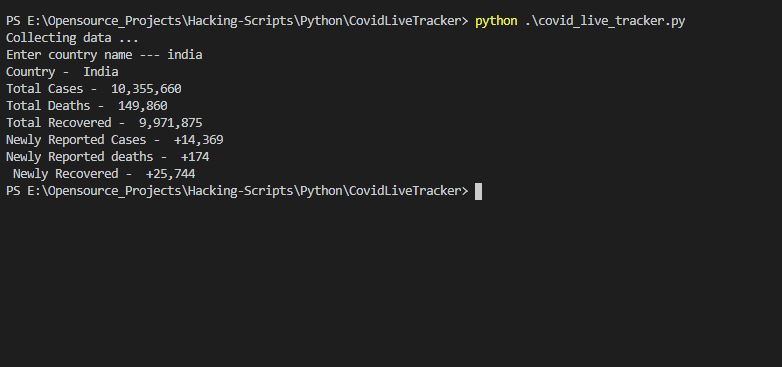 PS E:\Opensource_Projects\Hacking-Scripts\Python\CovidLiveTracker> python .\covid_live_tracker.py
Collecting data ...
Enter country name --- india
Country -  India
Total Cases -  10,355,660
Total Deaths -  149,860
Total Recovered -  9,971,875
Newly Reported Cases -  +14,369
Newly Reported deaths -  +174
 Newly Recovered -  +25,744
PS E:\Opensource_Projects\Hacking-Scripts\Python\CovidLiveTracker>